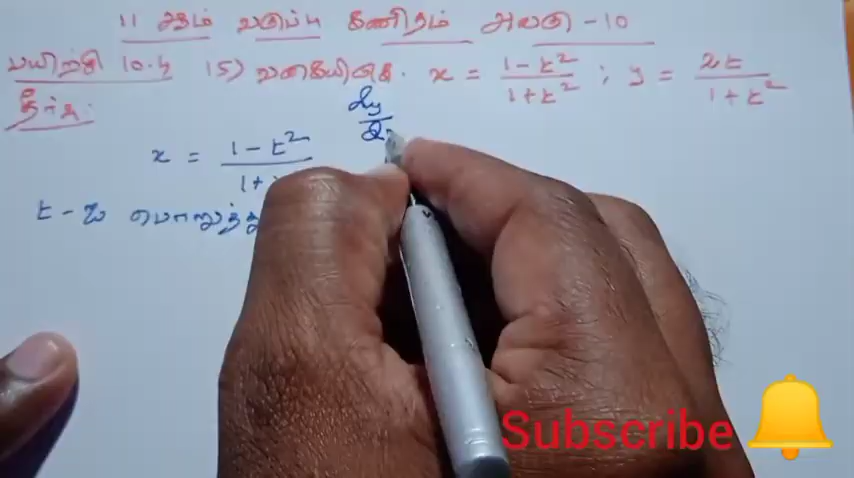 11 ஆம் வகுப்பு கணிதம் அலகு - 10
பயிற்சி 10.4 15) வகையிடுக. x = 1 - t² / 1 + t² ; y = 2t / 1 + t²
தீர்வு:
x = 1 - t² / 1+ dy
t - ஐ பொறுத்து
Subscribe